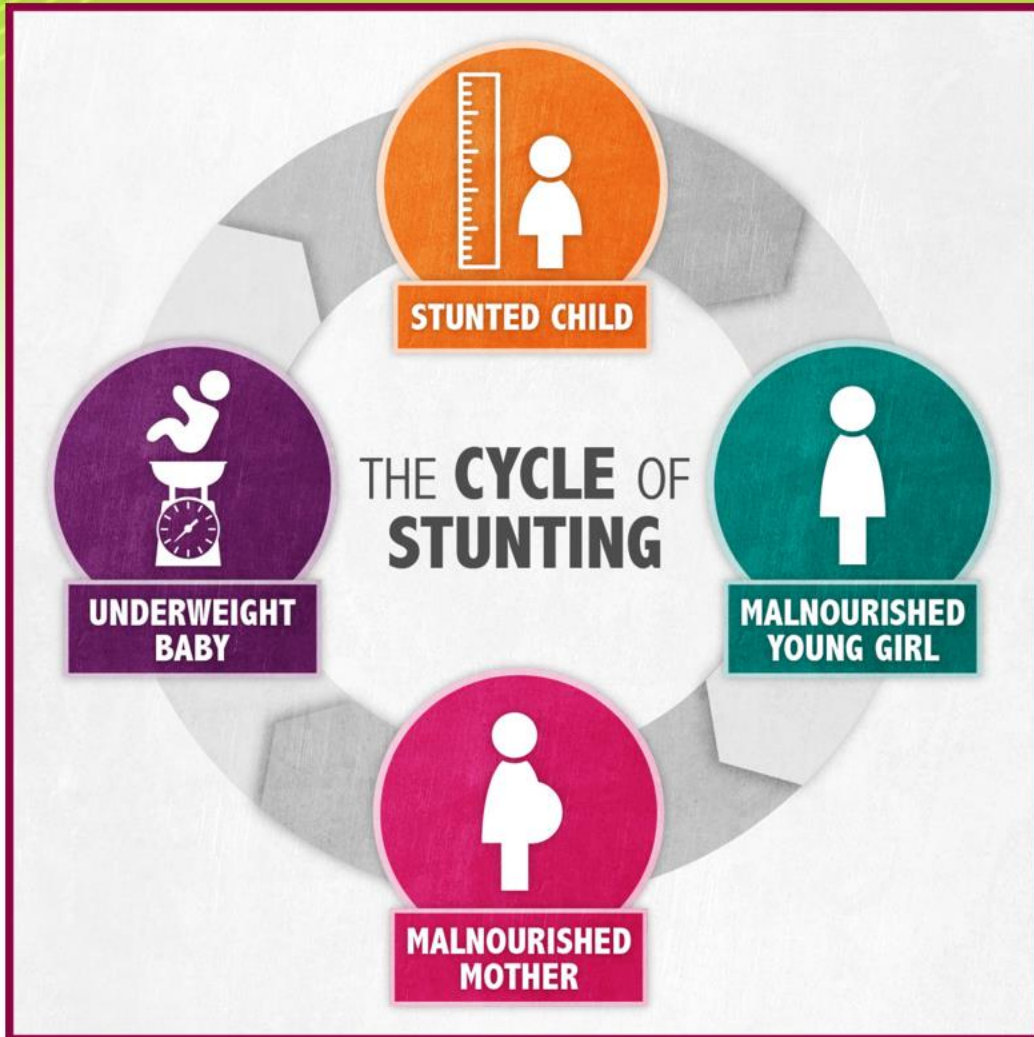 STUNTED CHILD
THE CYCLE OF
STUNTING
MALNOURISHED
YOUNG GIRL
MALNOURISHED
MOTHER
UNDERWEIGHT
BABY